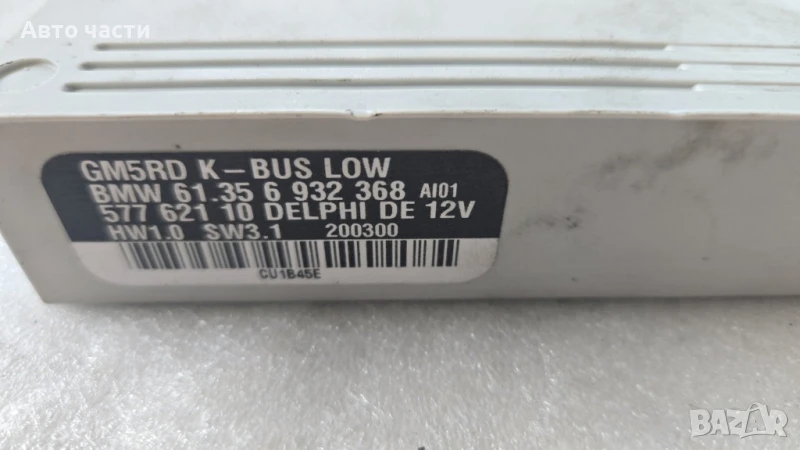 Авто части
GM5RD K-BUS LOW
BMW 61.35 6 932 368 AI01
577 621 10 DELPHI DE 12V
HW1.0 SW3.1 200300
CU1B45E
BAZAR